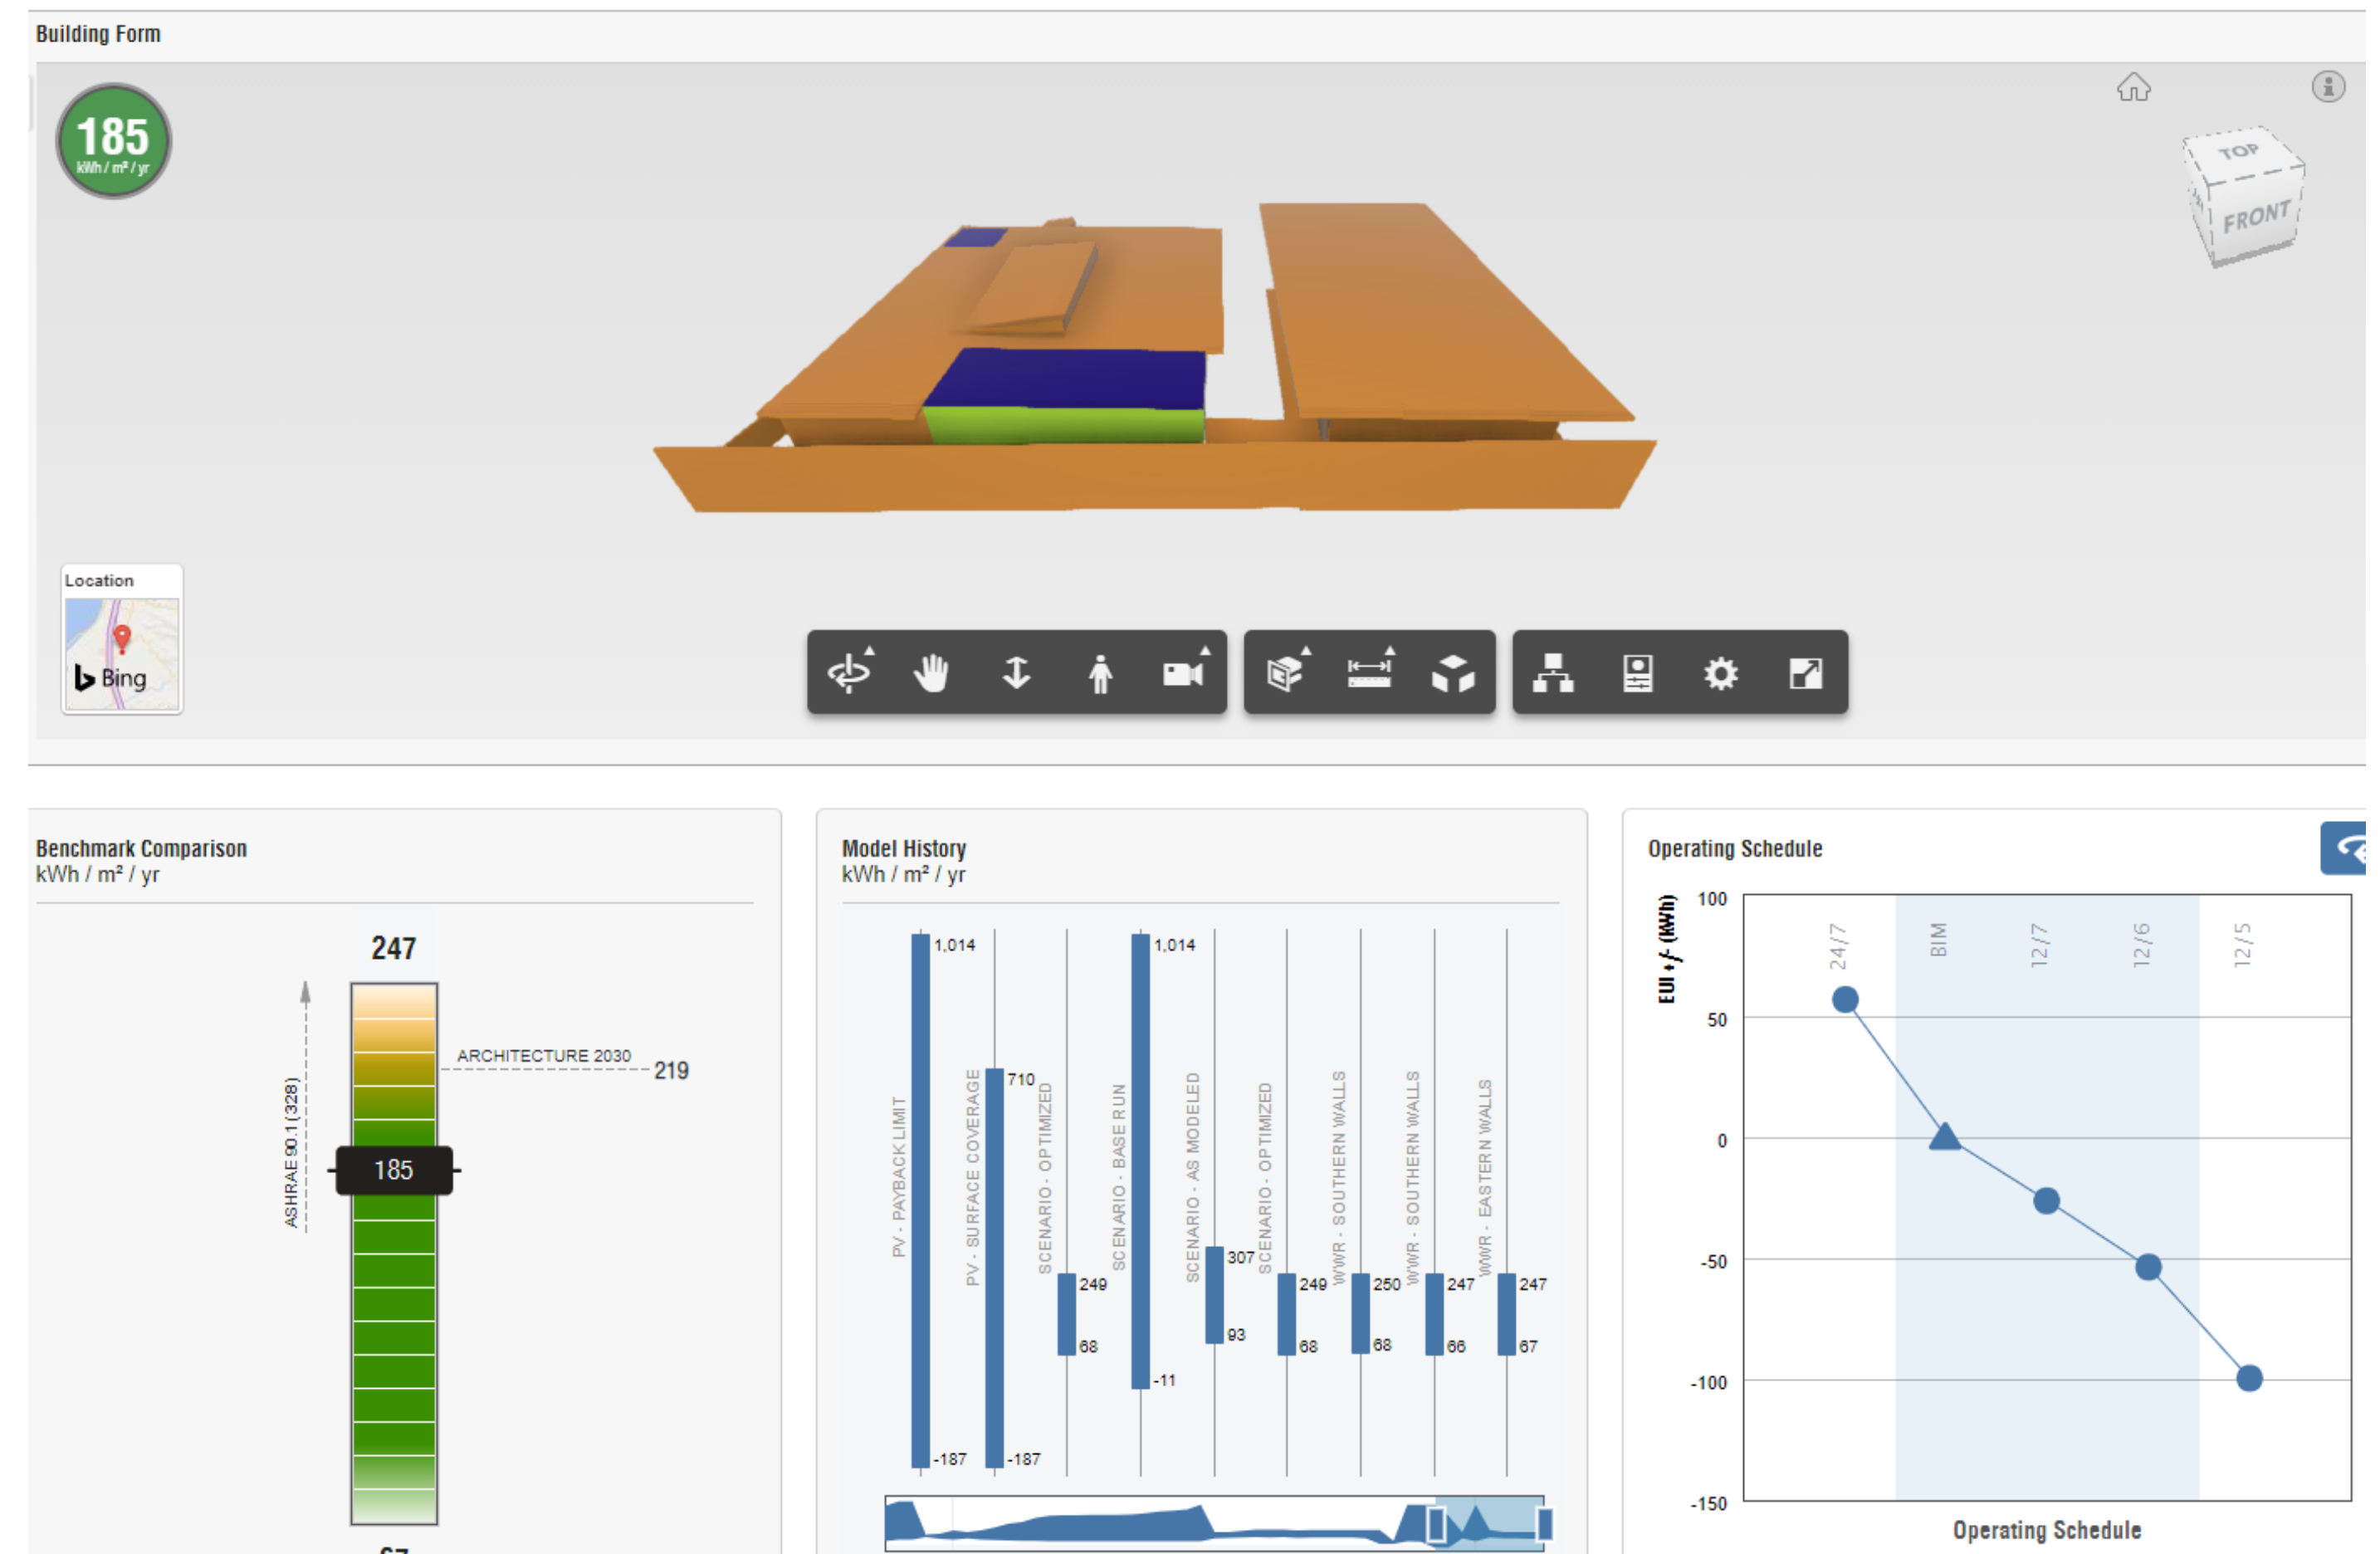 Building Form
185
kWh / m² / yr
TOP
FRONT
Location
Bing
Benchmark Comparison
kWh / m² / yr
247
ASHRAE 90.1 (328)
ARCHITECTURE 2030
219
185
67
Model History
kWh / m² / yr
PV - PAYBACK LIMIT
1,014
-187
PV - SURFACE COVERAGE
710
-187
SCENARIO - OPTIMIZED
249
68
SCENARIO - BASE RUN
1,014
-11
SCENARIO - AS MODELED
307
93
SCENARIO - OPTIMIZED
249
68
WWR - SOUTHERN WALLS
250
68
WWR - SOUTHERN WALLS
247
66
WWR - EASTERN WALLS
247
67
Operating Schedule
EUI +/- (kWh)
100
50
0
-50
-100
-150
24/7
BIM
12/7
12/6
12/5
Operating Schedule